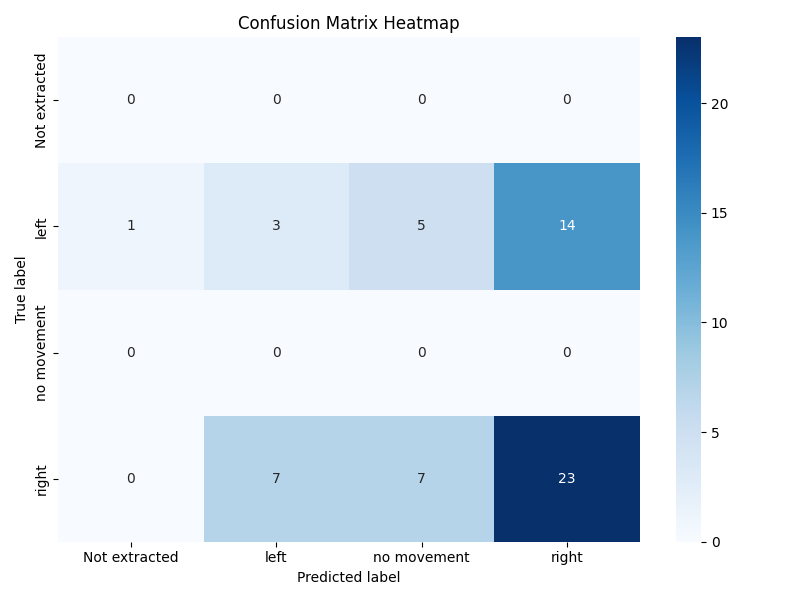 Confusion Matrix Heatmap
Not extracted
0 0 0 0
left
1 3 5 14
no movement
0 0 0 0
right
0 7 7 23
True label
Not extracted left no movement right
Predicted label
20
15
10
5
0